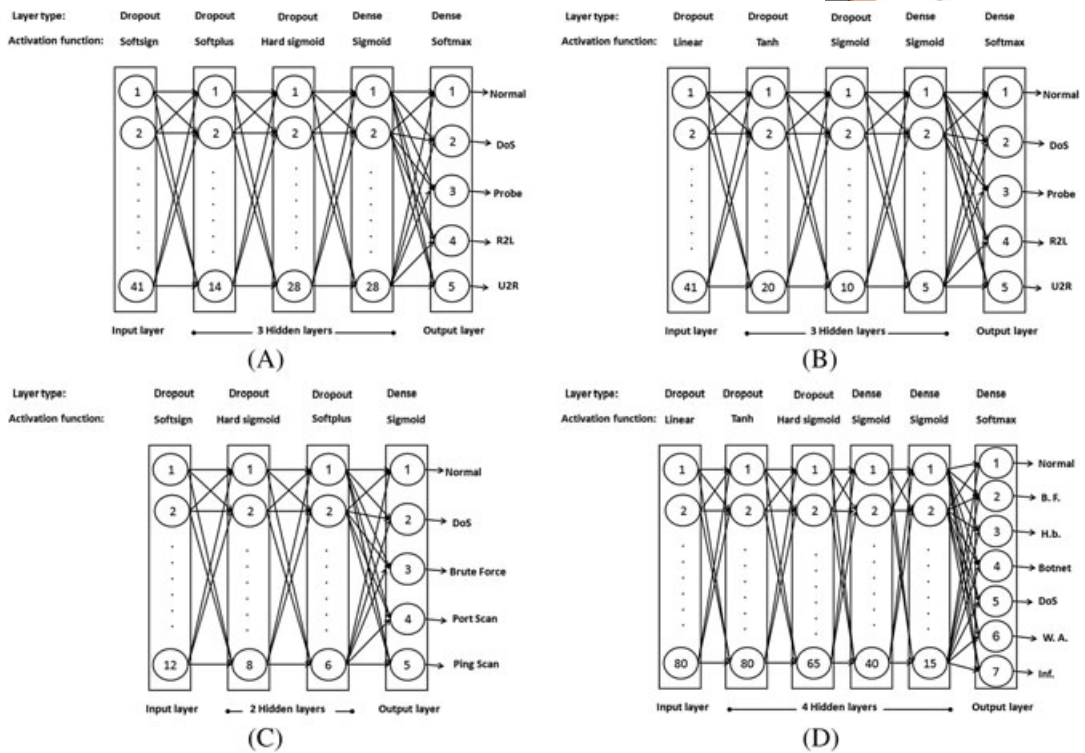 Layer type: Dropout Dropout Dropout Dense Dense
Activation function: Softsign Softplus Hard sigmoid Sigmoid Softmax
1 1 1 1 1 Normal
2 2 2 2 2 DoS
3 Probe
4 R2L
41 14 28 28 5 U2R
Input layer 3 Hidden layers Output layer
(A)
Layer type: Dropout Dropout Dropout Dense Dense
Activation function: Linear Tanh Sigmoid Sigmoid Softmax
1 1 1 1 1 Normal
2 2 2 2 2 DoS
3 Probe
4 R2L
41 20 10 5 5 U2R
Input layer 3 Hidden layers Output layer
(B)
Layer type: Dropout Dropout Dropout Dense
Activation function: Softsign Hard sigmoid Softplus Sigmoid
1 1 1 1 Normal
2 2 2 2 DoS
3 Brute Force
4 Port Scan
12 8 6 5 Ping Scan
Input layer 2 Hidden layers Output layer
(C)
Layer type: Dropout Dropout Dropout Dense Dense Dense
Activation function: Linear Tanh Hard sigmoid Sigmoid Sigmoid Softmax
1 1 1 1 1 1 Normal
2 2 2 2 2 2 B. F.
3 H.b.
4 Botnet
5 DoS
6 W. A.
80 80 65 40 15 7 Inf.
Input layer 4 Hidden layers Output layer
(D)